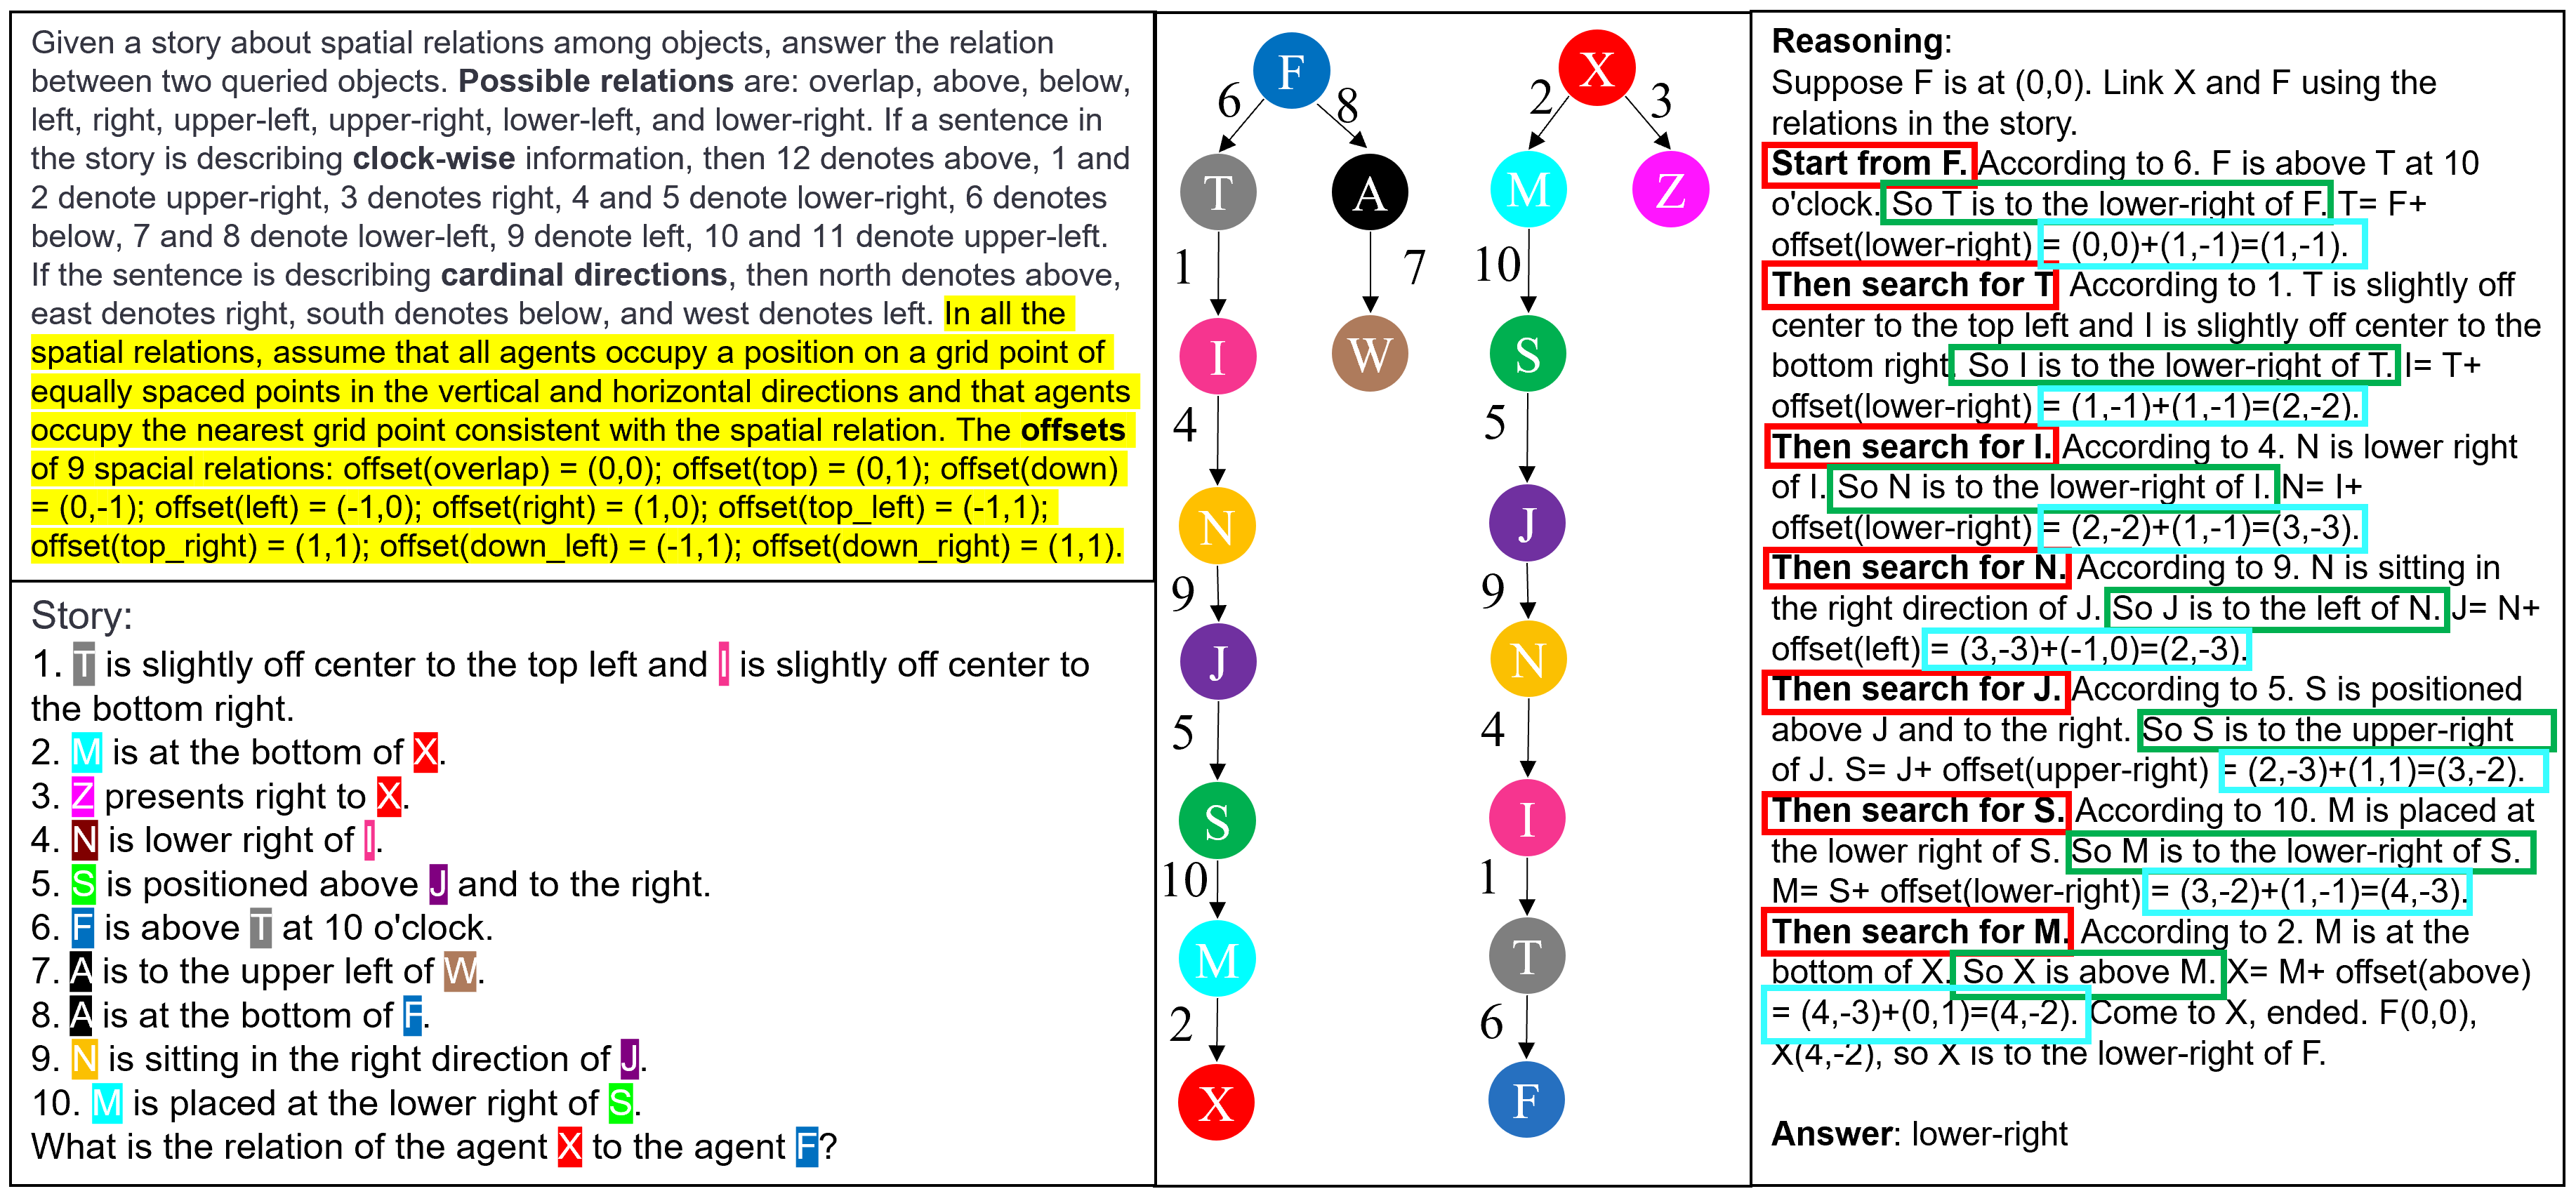 Given a story about spatial relations among objects, answer the relation
between two queried objects. Possible relations are: overlap, above, below,
left, right, upper-left, upper-right, lower-left, and lower-right. If a sentence in
the story is describing clock-wise information, then 12 denotes above, 1 and
2 denote upper-right, 3 denotes right, 4 and 5 denote lower-right, 6 denotes
below, 7 and 8 denote lower-left, 9 denote left, 10 and 11 denote upper-left.
If the sentence is describing cardinal directions, then north denotes above,
east denotes right, south denotes below, and west denotes left. In all the
spatial relations, assume that all agents occupy a position on a grid point of
equally spaced points in the vertical and horizontal directions and that agents
occupy the nearest grid point consistent with the spatial relation. The offsets
of 9 spacial relations: offset(overlap) = (0,0); offset(top) = (0,1); offset(down)
= (0,-1); offset(left) = (-1,0); offset(right) = (1,0); offset(top_left) = (-1,1);
offset(top_right) = (1,1); offset(down_left) = (-1,1); offset(down_right) = (1,1).
Story:
1. T is slightly off center to the top left and I is slightly off center to
the bottom right.
2. M is at the bottom of X.
3. Z presents right to X.
4. N is lower right of I.
5. S is positioned above J and to the right.
6. F is above T at 10 o'clock.
7. A is to the upper left of W.
8. A is at the bottom of F.
9. N is sitting in the right direction of J.
10. M is placed at the lower right of S.
What is the relation of the agent X to the agent F?
F
6
8
T
A
1
7
I
W
4
N
9
J
5
S
10
M
2
X
X
2
3
M
Z
10
S
5
J
9
N
4
I
1
T
6
F
Reasoning:
Suppose F is at (0,0). Link X and F using the
relations in the story.
Start from F. According to 6. F is above T at 10
o'clock. So T is to the lower-right of F. T= F+
offset(lower-right) = (0,0)+(1,-1)=(1,-1).
Then search for T According to 1. T is slightly off
center to the top left and I is slightly off center to the
bottom right. So I is to the lower-right of T. I= T+
offset(lower-right) = (1,-1)+(1,-1)=(2,-2).
Then search for I. According to 4. N is lower right
of I. So N is to the lower-right of I. N= I+
offset(lower-right) = (2,-2)+(1,-1)=(3,-3).
Then search for N. According to 9. N is sitting in
the right direction of J. So J is to the left of N. J= N+
offset(left) = (3,-3)+(-1,0)=(2,-3).
Then search for J. According to 5. S is positioned
above J and to the right. So S is to the upper-right
of J. S= J+ offset(upper-right) = (2,-3)+(1,1)=(3,-2).
Then search for S. According to 10. M is placed at
the lower right of S. So M is to the lower-right of S.
M= S+ offset(lower-right) = (3,-2)+(1,-1)=(4,-3).
Then search for M. According to 2. M is at the
bottom of X. So X is above M. X= M+ offset(above)
= (4,-3)+(0,1)=(4,-2). Come to X, ended. F(0,0),
X(4,-2), so X is to the lower-right of F.
Answer: lower-right